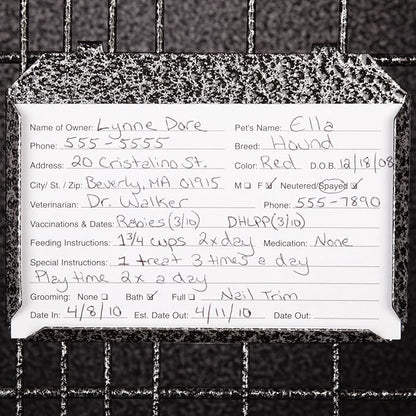 Name of Owner: Lynne Dore Pet's Name: Ella
Phone: 555-5555 Breed: Hound
Address: 20 Cristalino St. Color: Red D.O.B. 12/18/08
City/ St. / Zip: Beverly, MA 01915 M ☐ F ☑ Neutered/Spayed ☑
Veterinarian: Dr. Walker Phone: 555-7890
Vaccinations & Dates: Rabies (3/10) DHLPP (3/10)
Feeding Instructions: 1 3/4 cups 2x day Medication: None
Special Instructions: 1 treat 3 times a day
Play time 2x a day
Grooming: None ☐ Bath ☑ Full ☐ Nail Trim
Date In: 4/8/10 Est. Date Out: 4/11/10 Date Out: